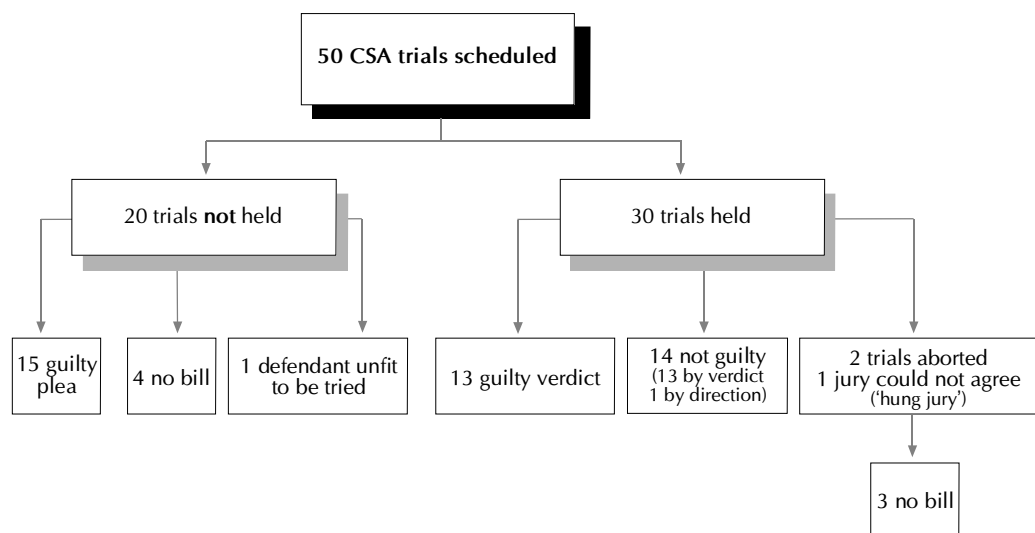 50 CSA trials scheduled
20 trials not held
30 trials held
15 guilty
plea
4 no bill
1 defendant unfit
to be tried
13 guilty verdict
14 not guilty
(13 by verdict
1 by direction)
2 trials aborted
1 jury could not agree
(‘hung jury’)
3 no bill